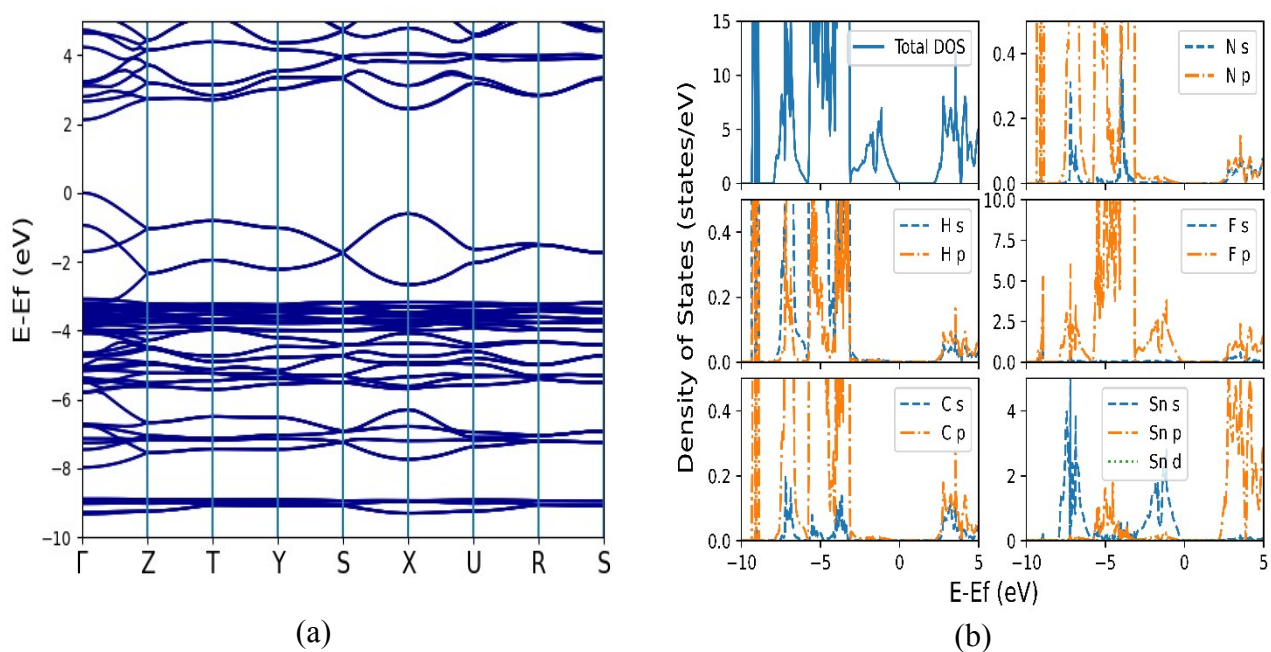 E-Ef (eV)
4
2
0
−2
−4
−6
−8
−10
Γ Z T Y S X U R S
(a)
Density of States (states/eV)
15
10
5
0
Total DOS
0.4
0.2
0.0
N s
N p
0.4
0.2
0.0
H s
H p
10.0
7.5
5.0
2.5
0.0
F s
F p
0.4
0.2
0.0
C s
C p
4
2
0
Sn s
Sn p
Sn d
−10 −5 0 5
−10 −5 0 5
E-Ef (eV)
(b)